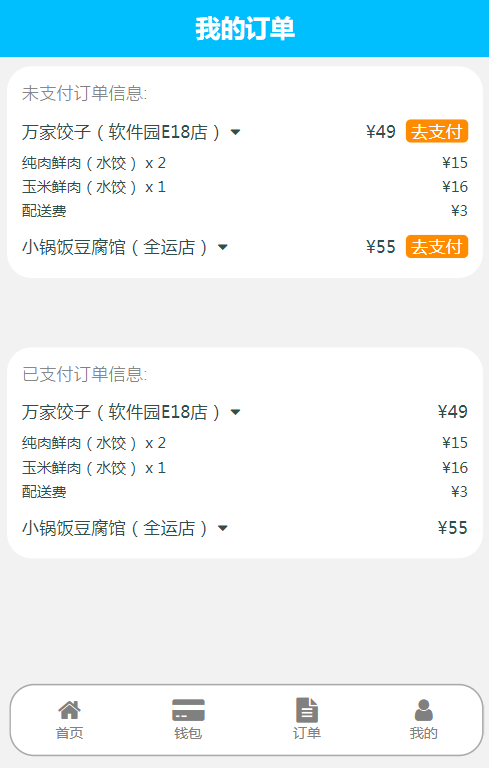 我的订单
未支付订单信息:
万家饺子（软件园E18店） ¥49 去支付
纯肉鲜肉（水饺） x 2 ¥15
玉米鲜肉（水饺） x 1 ¥16
配送费 ¥3
小锅饭豆腐馆（全运店） ¥55 去支付
已支付订单信息:
万家饺子（软件园E18店） ¥49
纯肉鲜肉（水饺） x 2 ¥15
玉米鲜肉（水饺） x 1 ¥16
配送费 ¥3
小锅饭豆腐馆（全运店） ¥55
首页 钱包 订单 我的